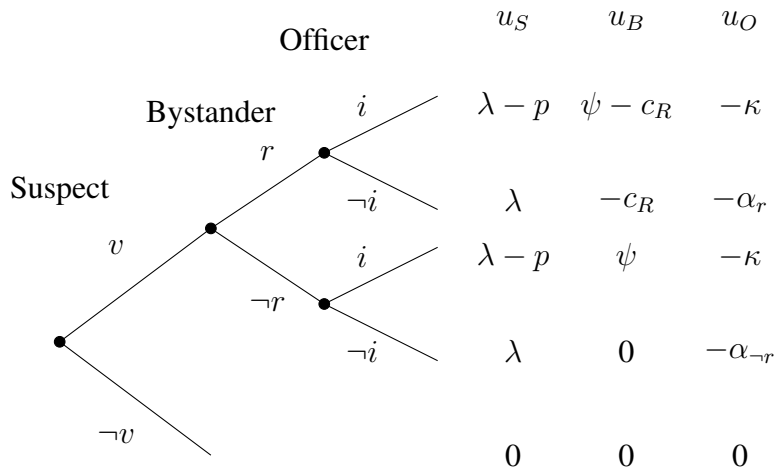 u_S u_B u_O
Officer
i λ − p ψ − c_R −κ
Bystander
r
Suspect ¬i λ −c_R −α_r
v i λ − p ψ −κ
¬r
¬i λ 0 −α_{¬r}
¬v
0 0 0